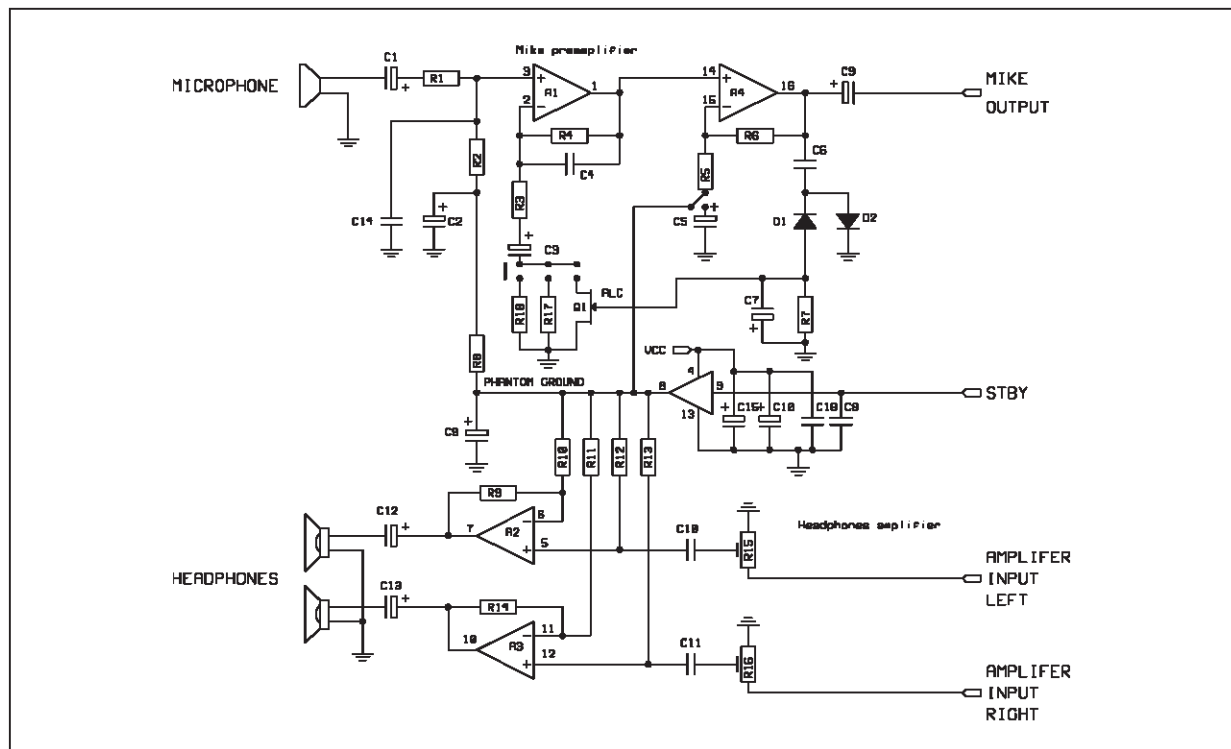 Mike preamplifier
MICROPHONE
C1
+
R1
3
+
A1
1
2
−
R4
C4
14
+
A4
16
15
−
R6
+
C9
MIKE
OUTPUT
R2
C14
+
C2
R3
+
C3
R5
+
C5
C6
D1
D2
R18
R17
Q1
ALC
C7
+
R7
R8
PHANTOM GROUND
VCC
4
8
9
13
+
C15
+
C10
C18
C8
STBY
+
C9
R10
R11
R12
R13
R9
C12
+
7
A2
6
−
5
+
C10
R15
Headphones amplifier
AMPLIFER
INPUT
LEFT
HEADPHONES
C13
+
R14
10
A3
11
−
12
+
C11
R16
AMPLIFER
INPUT
RIGHT